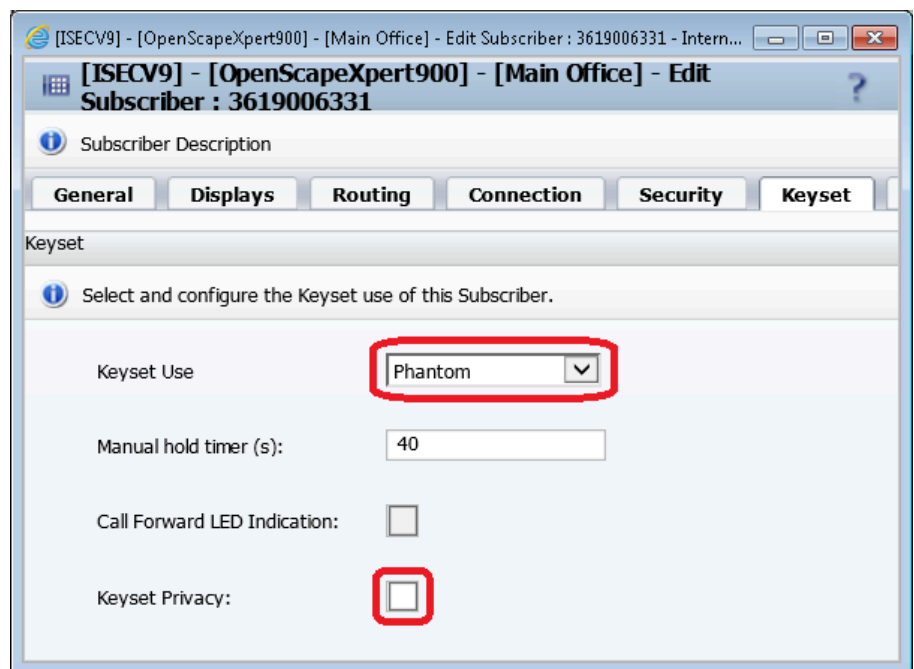 [ISECV9] - [OpenScapeXpert900] - [Main Office] - Edit Subscriber : 3619006331 - Intern...
[ISECV9] - [OpenScapeXpert900] - [Main Office] - Edit
Subscriber : 3619006331
?
Subscriber Description
General Displays Routing Connection Security Keyset
Keyset
Select and configure the Keyset use of this Subscriber.
Keyset Use Phantom
Manual hold timer (s): 40
Call Forward LED Indication:
Keyset Privacy: